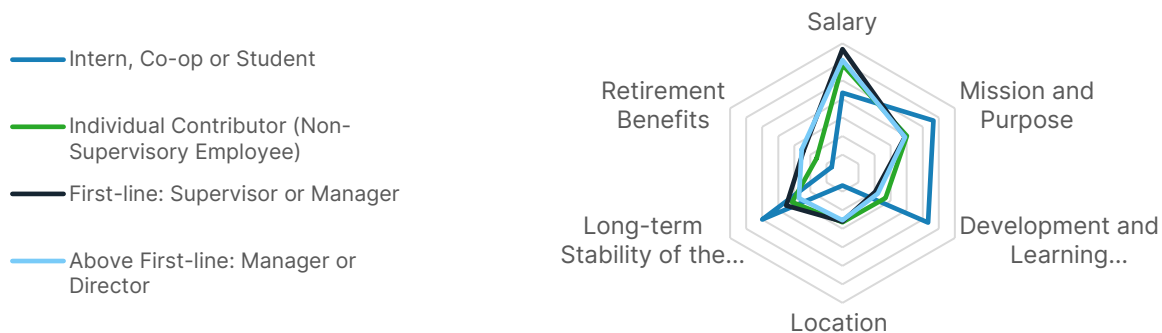 Intern, Co-op or Student
Individual Contributor (Non-
Supervisory Employee)
First-line: Supervisor or Manager
Above First-line: Manager or
Director
Salary
Mission and
Purpose
Development and
Learning...
Location
Long-term
Stability of the...
Retirement
Benefits